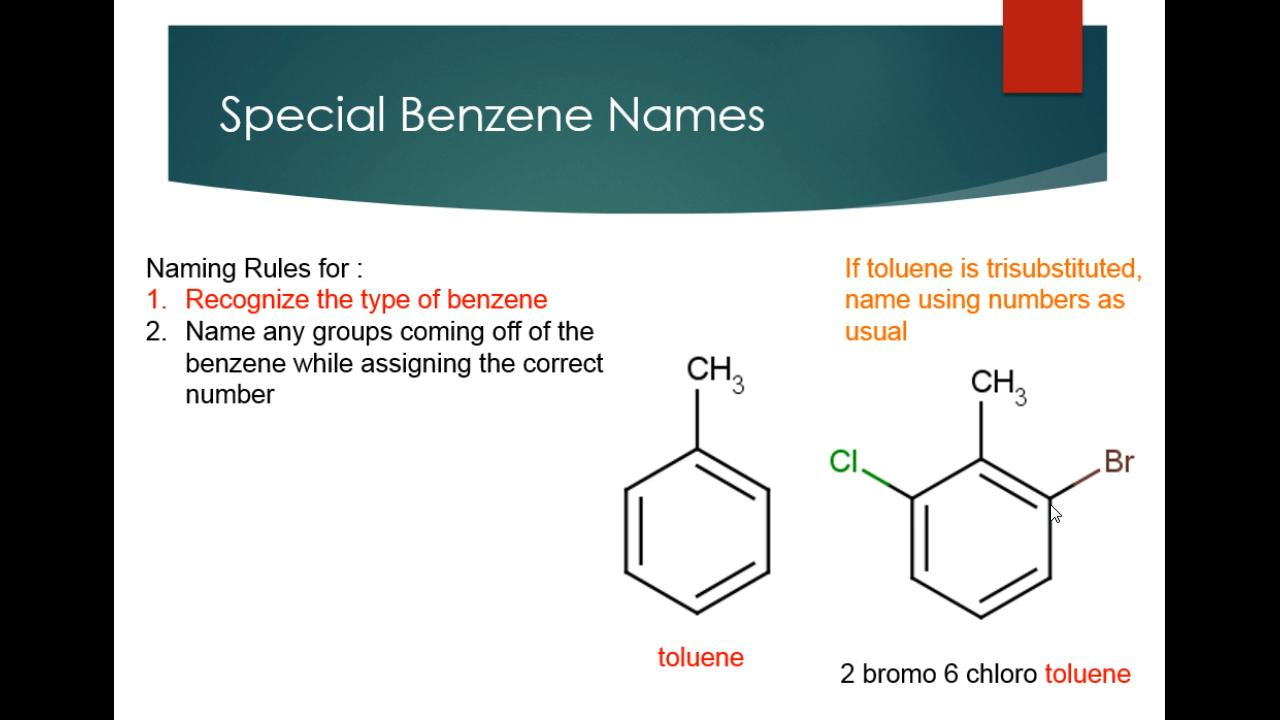 Special Benzene Names
Naming Rules for :
1. Recognize the type of benzene
2. Name any groups coming off of the
benzene while assigning the correct
number
If toluene is trisubstituted,
name using numbers as
usual
CH3
toluene
CH3
Cl
Br
2 bromo 6 chloro toluene